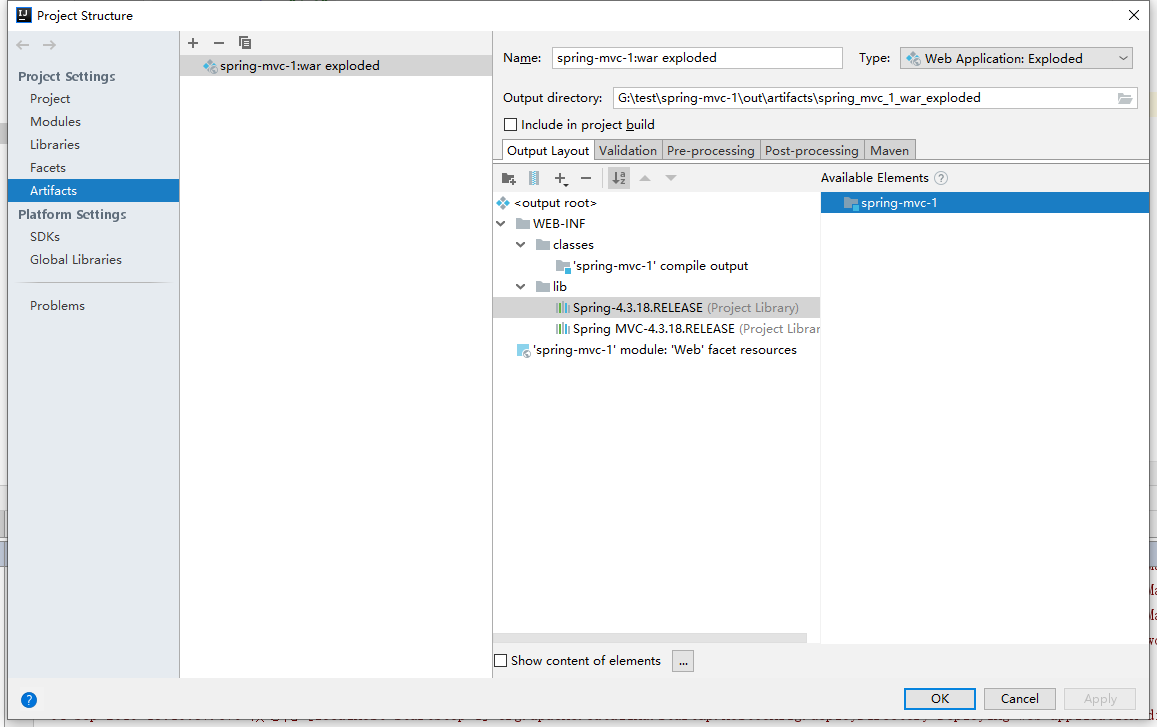 Project Structure
Project Settings
Project
Modules
Libraries
Facets
Artifacts
Platform Settings
SDKs
Global Libraries
Problems
spring-mvc-1:war exploded
Name: spring-mvc-1:war exploded Type: Web Application: Exploded
Output directory: G:\test\spring-mvc-1\out\artifacts\spring_mvc_1_war_exploded
Include in project build
Output Layout Validation Pre-processing Post-processing Maven
Available Elements ?
<output root>
WEB-INF
classes
'spring-mvc-1' compile output
lib
Spring-4.3.18.RELEASE (Project Library)
Spring MVC-4.3.18.RELEASE (Project Librar
'spring-mvc-1' module: 'Web' facet resources
spring-mvc-1
Show content of elements ...
? OK Cancel Apply